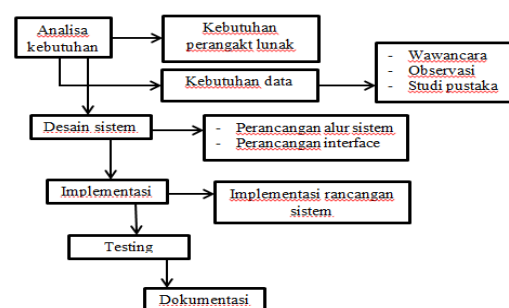 Analisa
kebutuhan
Kebutuhan
perangakt lunak
Kebutuhan data
- Wawancara
- Observasi
- Studi pustaka
Desain sistem
- Perancangan alur sistem
- Perancangan interface
Implementasi
Implementasi rancangan
sistem
Testing
Dokumentasi